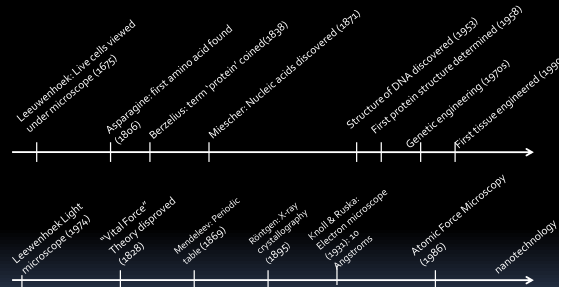 Leeuwenhoek: Live cells viewed
under microscope (1675)
Asparagine: first amino acid found
(1806)
Berzelius: term 'protein' coined(1838)
Miescher: Nucleic acids discovered (1871)
Structure of DNA discovered (1953)
First protein structure determined (1958)
Genetic engineering (1970s)
First tissue engineered (1990
Leewenhoek Light
microscope (1974)
"Vital Force"
Theory disproved
(1828)
Mendeleev: Periodic
table (1869)
Röntgen: X-ray
crystallography
(1895)
Knoll & Ruska:
Electron microscope
(1931): 10
Angstroms
Atomic Force Microscopy
(1986)
nanotechnology